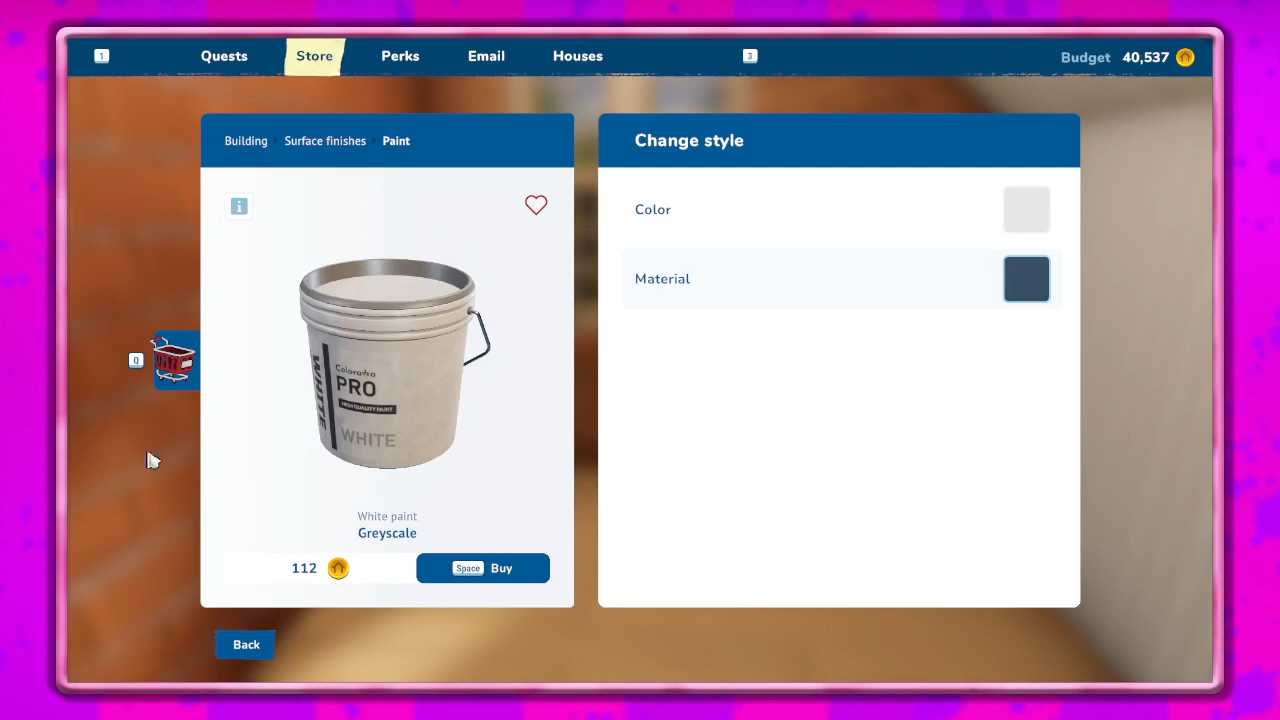 1
Quests
Store
Perks
Email
Houses
3
Budget 40,537
Building
Surface finishes
Paint
Change style
Color
Material
Q
WHITE
Colorado
PRO
HIGH QUALITY PAINT
WHITE
White paint
Greyscale
112
Space
Buy
Back